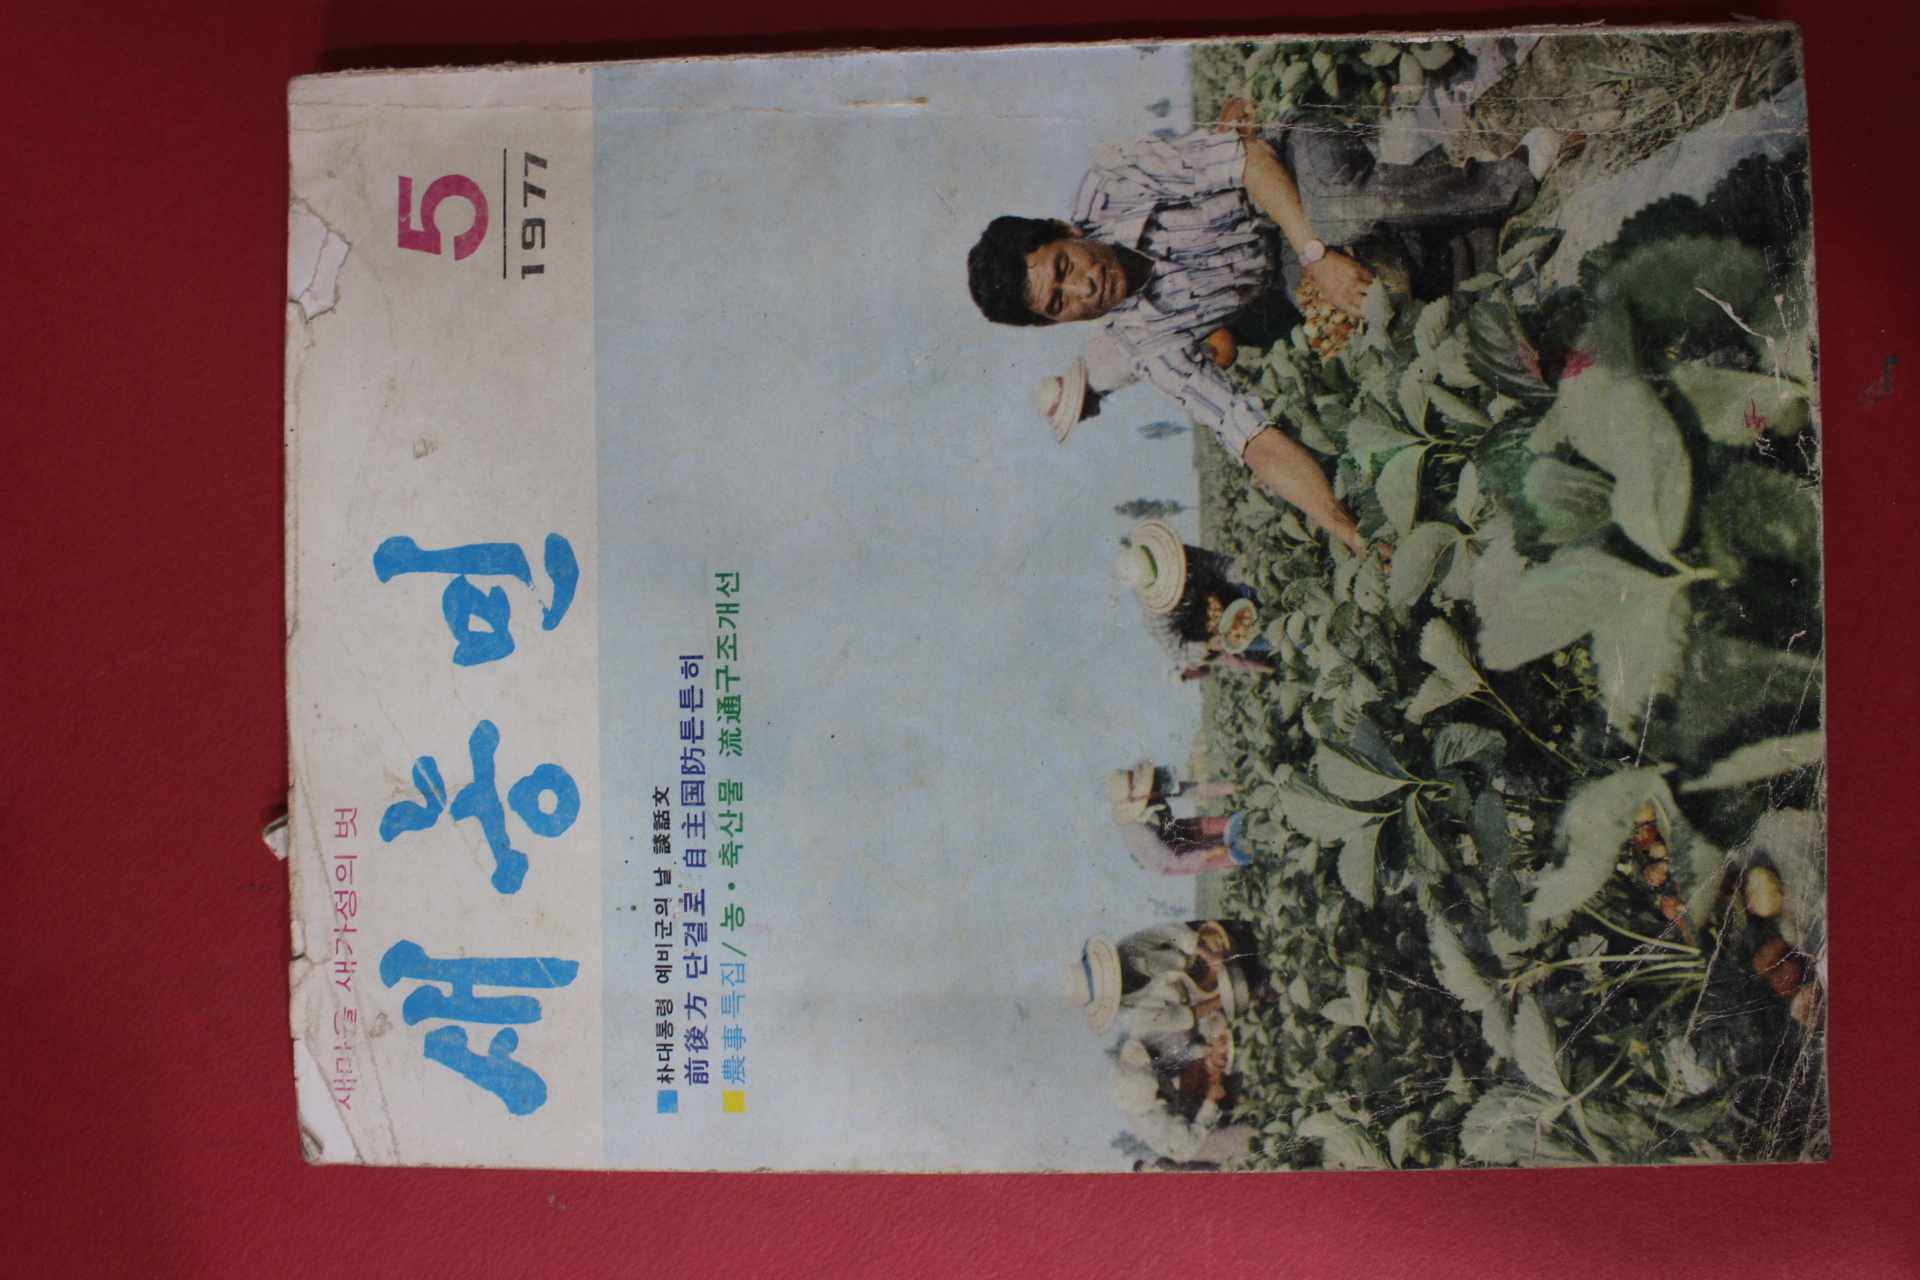 새마을 새가정의 벗
새농민
5
1977
朴대통령 예비군의 날 談話文
前後方 단결로 自主国防튼튼히
農事특집/농·축산물 流通구조개선